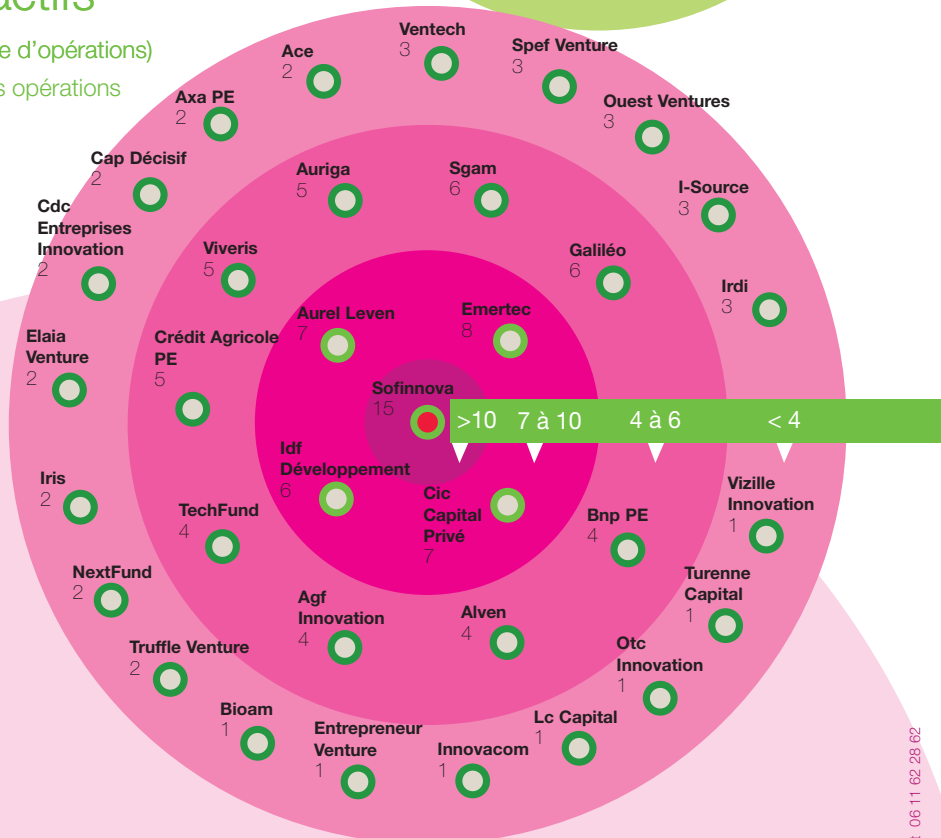 actifs
e d’opérations)
s opérations
Ventech
3
Spef Venture
3
Ace
2
Axa PE
2
Ouest Ventures
3
Cap Décisif
2
Auriga
5
Sgam
6
I-Source
3
Cdc
Entreprises
Innovation
2
Viveris
5
Galiléo
6
Irdi
3
Aurel Leven
7
Emertec
8
Elaia
Venture
2
Crédit Agricole
PE
5
Sofinnova
15
>10
7 à 10
4 à 6
< 4
Idf
Développement
6
Cic
Capital
Privé
7
Iris
2
TechFund
4
Bnp PE
4
Vizille
Innovation
1
NextFund
2
Turenne
Capital
1
Agf
Innovation
4
Alven
4
Otc
Innovation
1
Truffle Venture
2
Bioam
1
Entrepreneur
Venture
1
Innovacom
1
Lc Capital
1
06 11 62 28 62